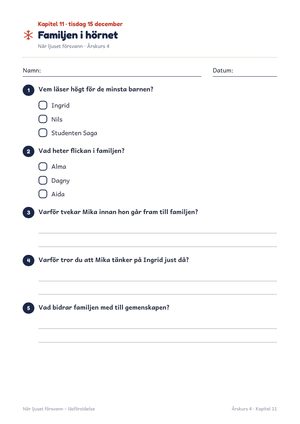 Kapitel 11 · tisdag 15 december
Familjen i hörnet
När ljuset försvann · Årskurs 4
Namn:
Datum:
1 Vem läser högt för de minsta barnen?
Ingrid
Nils
Studenten Saga
2 Vad heter flickan i familjen?
Alma
Dagny
Aida
3 Varför tvekar Mika innan hon går fram till familjen?
4 Varför tror du att Mika tänker på Ingrid just då?
5 Vad bidrar familjen med till gemenskapen?
När ljuset försvann – läsförståelse
Årskurs 4 · Kapitel 11